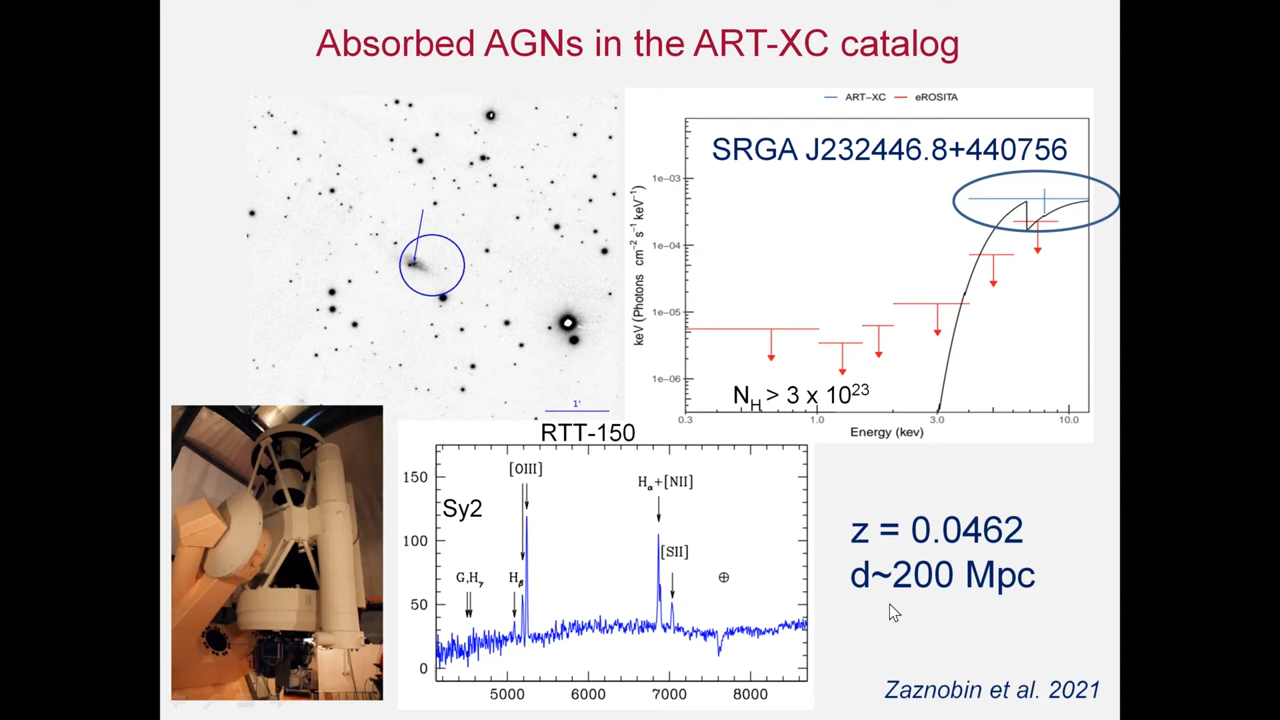 Absorbed AGNs in the ART-XC catalog
ART−XC eROSITA
SRGA J232446.8+440756
keV (Photons cm⁻² s⁻¹ keV⁻¹)
1e−03
1e−04
1e−05
1e−06
N_H > 3 x 10²³
0.3 1.0 3.0 10.0
Energy (kev)
1'
RTT-150
Sy2
[OIII]
Hα+[NII]
[SII]
G,Hγ
Hβ
⊕
150
100
50
0
5000 6000 7000 8000
z = 0.0462
d~200 Mpc
Zaznobin et al. 2021